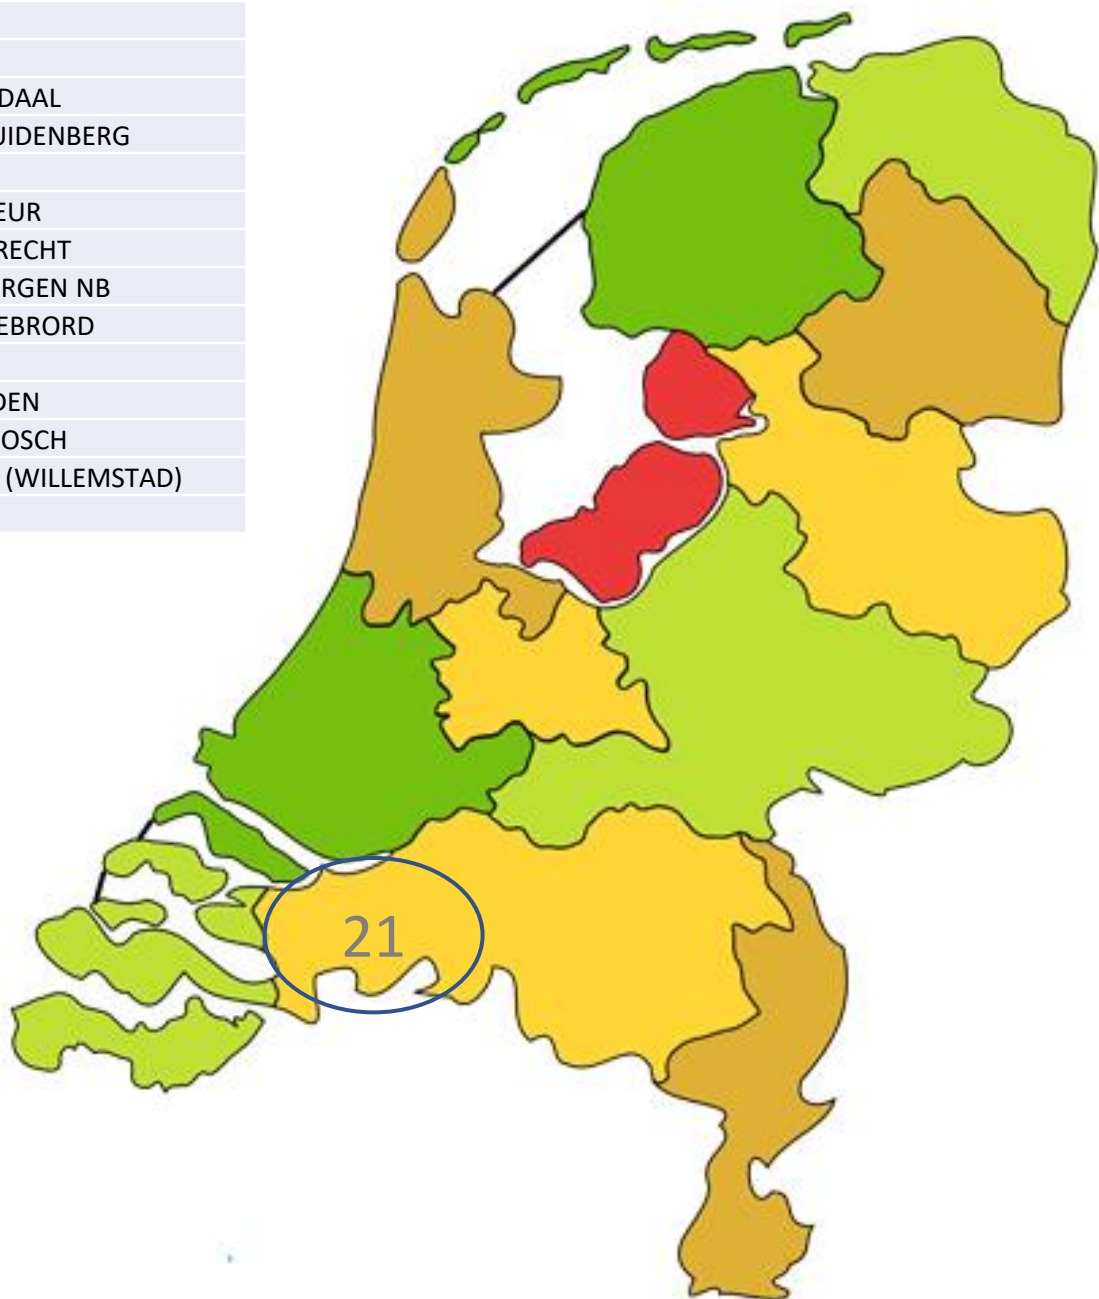 DAAL
UIDENBERG
EUR
RECHT
RGEN NB
EBRORD
DEN
OSCH
(WILLEMSTAD)
21